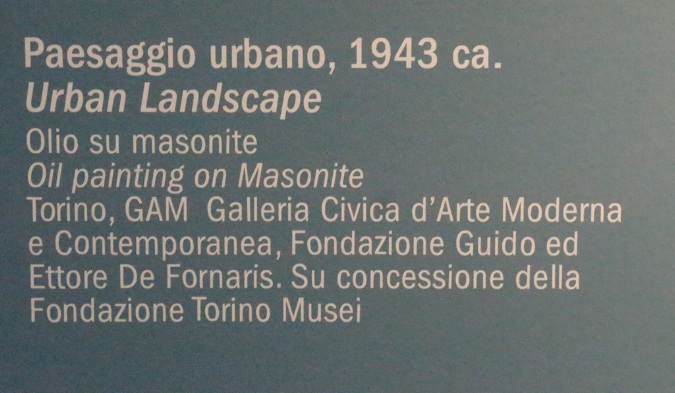 Paesaggio urbano, 1943 ca.
Urban Landscape
Olio su masonite
Oil painting on Masonite
Torino, GAM Galleria Civica d'Arte Moderna
e Contemporanea, Fondazione Guido ed
Ettore De Fornaris. Su concessione della
Fondazione Torino Musei